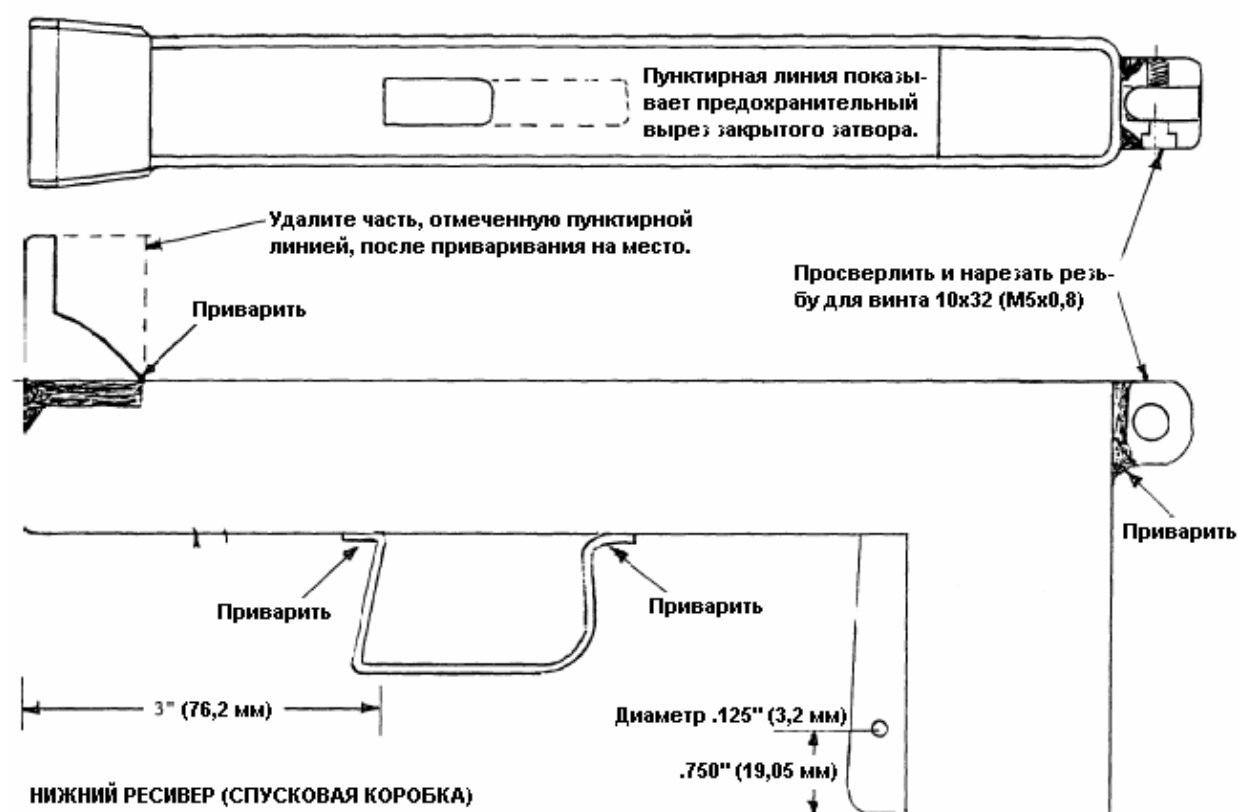 Пунктирная линия показы-
вает предохранительный
вырез закрытого затвора.
Удалите часть, отмеченную пунктирной
линией, после приваривания на место.
Приварить
Просверлить и нарезать резь-
бу для винта 10x32 (M5x0,8)
Приварить
Приварить
Приварить
3" (76,2 мм)
Диаметр .125" (3,2 мм)
.750" (19,05 мм)
НИЖНИЙ РЕСИВЕР (СПУСКОВАЯ КОРОБКА)